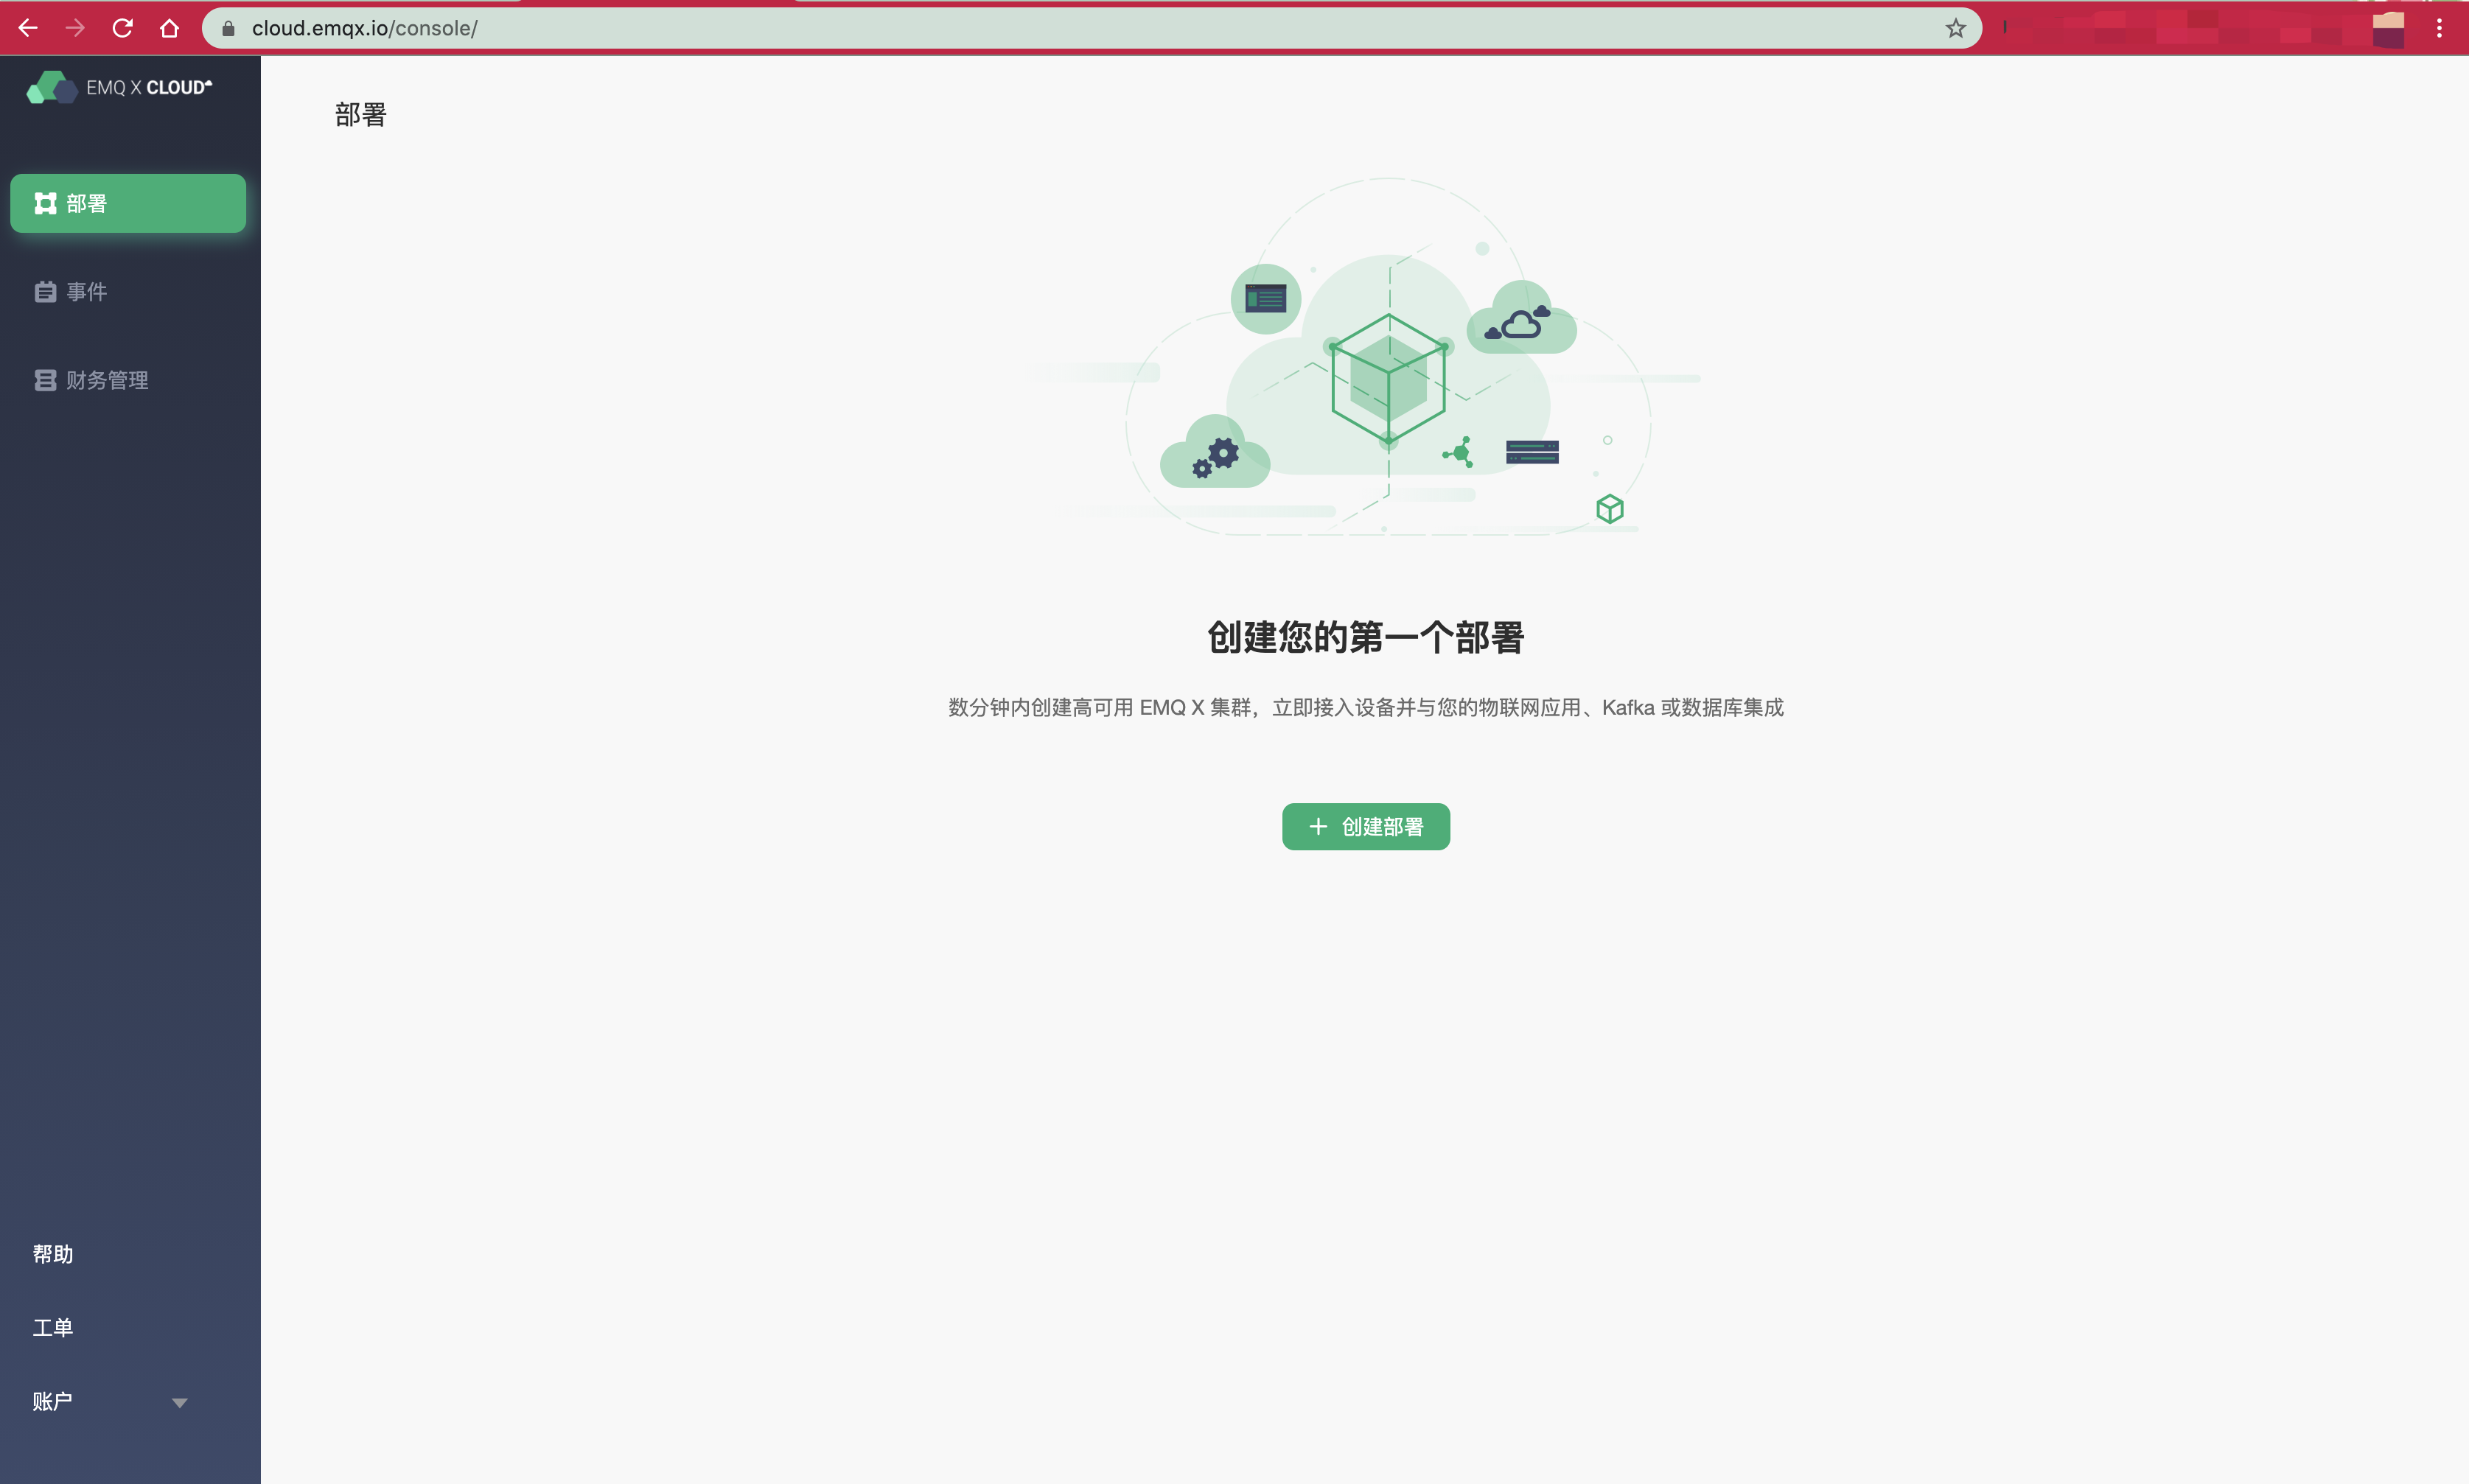 cloud.emqx.io/console/
EMQ X CLOUD
部署
事件
财务管理
帮助
工单
账户
部署
创建您的第一个部署
数分钟内创建高可用 EMQ X 集群，立即接入设备并与您的物联网应用、Kafka 或数据库集成
创建部署